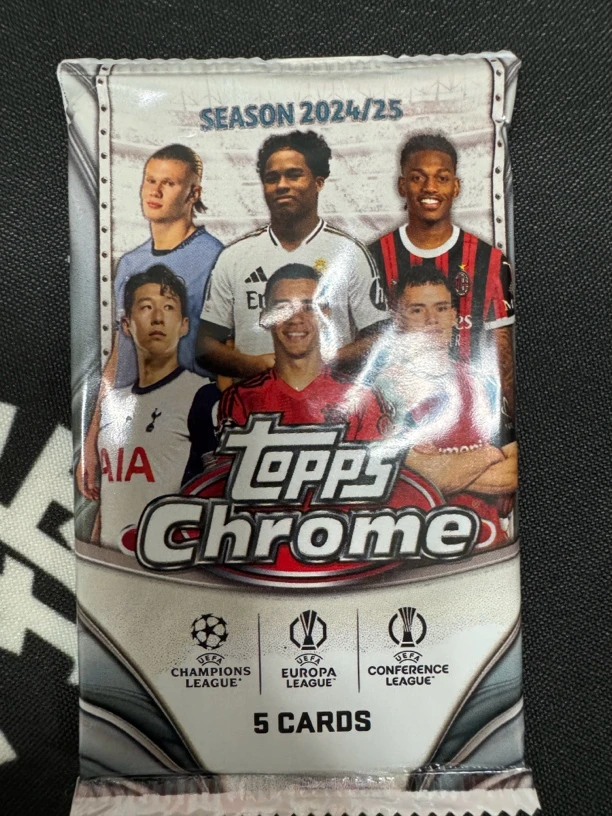 SEASON 2024/25
AIA
topps
Chrome
UEFA
CHAMPIONS
LEAGUE
UEFA
EUROPA
LEAGUE
UEFA
CONFERENCE
LEAGUE
5 CARDS